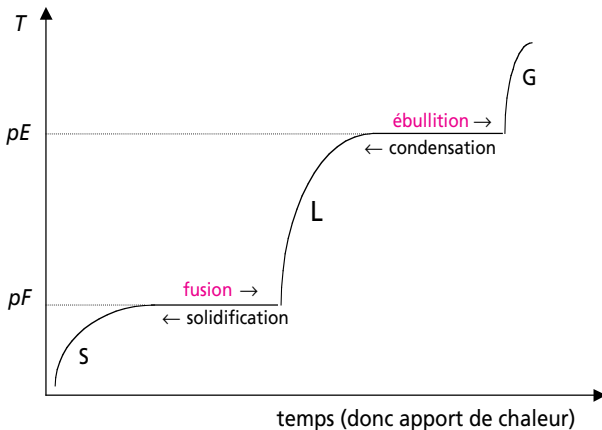 T
G
ébullition →
pE
← condensation
L
fusion →
pF
← solidification
S
temps (donc apport de chaleur)